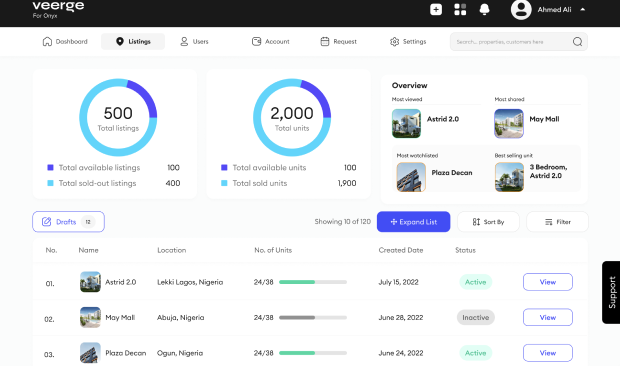 veerge
For Onyx
Ahmed Ali
Dashboard
Listings
Users
Account
Request
Settings
Search... properties, customers here
500
Total listings
Total available listings 100
Total sold-out listings 400
2,000
Total units
Total available units 100
Total sold units 1,900
Overview
Most viewed
Astrid 2.0
Most shared
May Mall
Most watchlisted
Plaza Decan
Best selling unit
3 Bedroom,
Astrid 2.0
Drafts 12
Showing 10 of 120
Expand List
Sort By
Filter
No. Name Location No. of Units Created Date Status
01. Astrid 2.0 Lekki Lagos, Nigeria 24/38 July 15, 2022 Active View
02. May Mall Abuja, Nigeria 24/38 June 28, 2022 Inactive View
03. Plaza Decan Ogun, Nigeria 24/38 June 24, 2022 Active View
Support